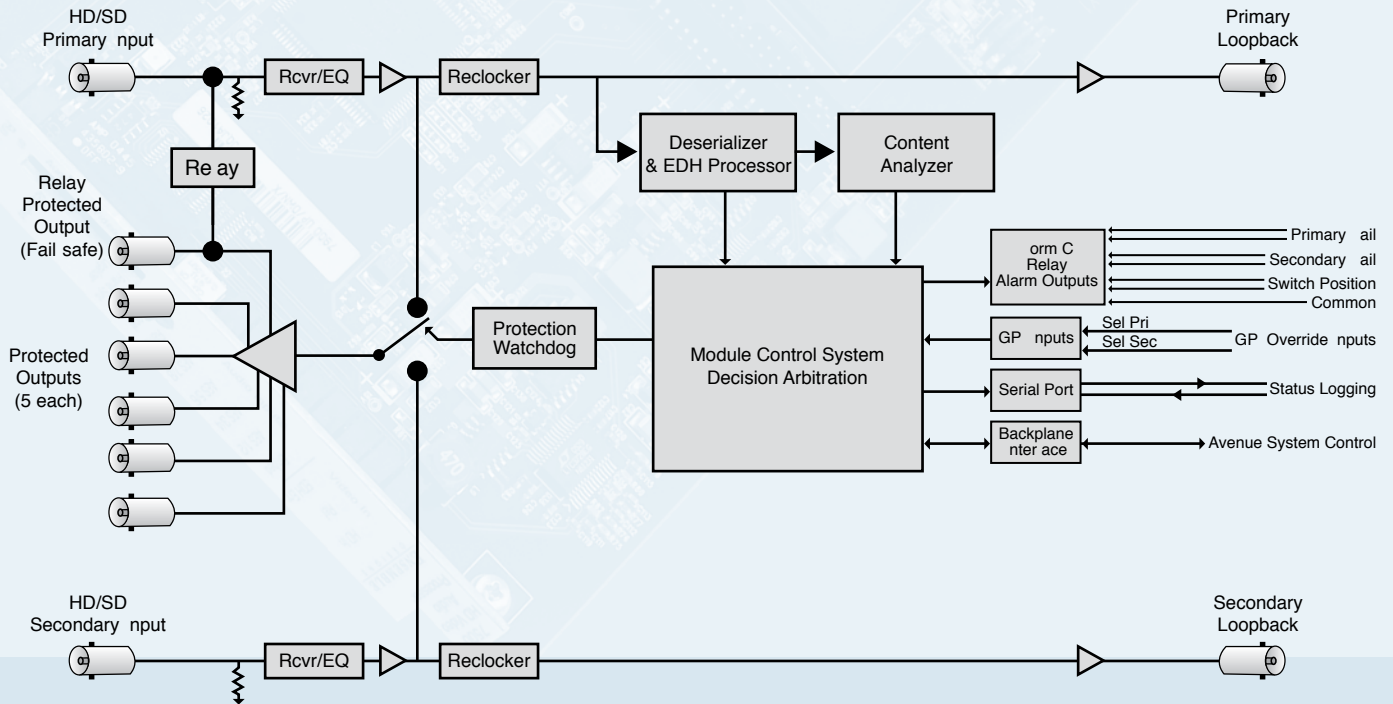 HD/SD
Primary nput
Primary
Loopback
Rcvr/EQ
Reclocker
Deserializer
& EDH Processor
Content
Analyzer
Re ay
Relay
Protected
Output
(Fail safe)
orm C
Relay
Alarm Outputs
Primary ail
Secondary ail
Switch Position
Common
Protection
Watchdog
Module Control System
Decision Arbitration
GP nputs
Sel Pri
Sel Sec
GP Override nputs
Protected
Outputs
(5 each)
Serial Port
Status Logging
Backplane
nter ace
Avenue System Control
HD/SD
Secondary nput
Secondary
Loopback
Rcvr/EQ
Reclocker